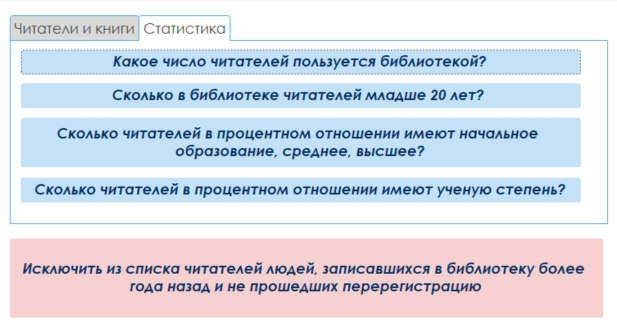 Читатели и книги Статистика
Какое число читателей пользуется библиотекой?
Сколько в библиотеке читателей младше 20 лет?
Сколько читателей в процентном отношении имеют начальное
образование, среднее, высшее?
Сколько читателей в процентном отношении имеют ученую степень?
Исключить из списка читателей людей, записавшихся в библиотеку более
года назад и не прошедших перерегистрацию